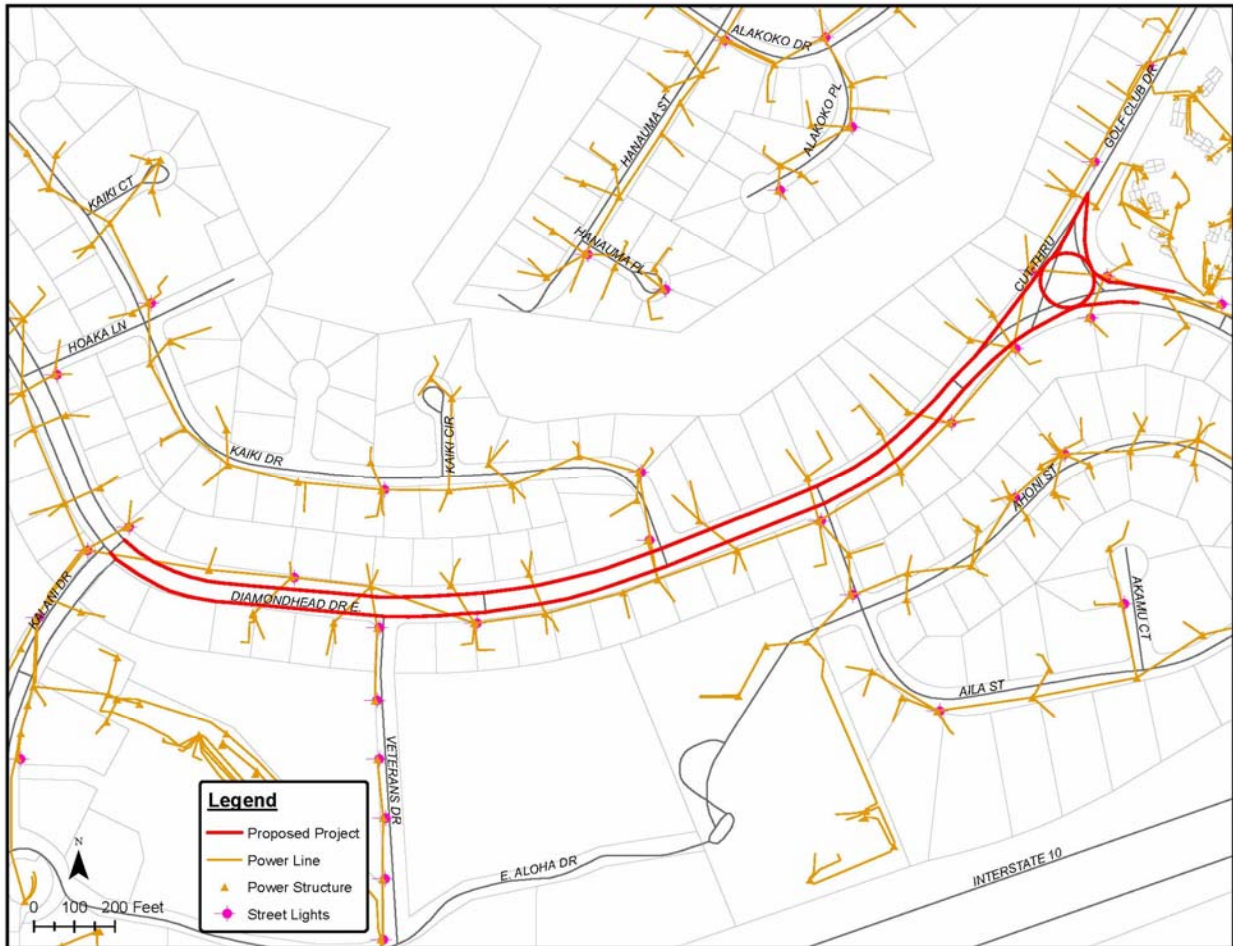 ALAKOKO DR
GOLF CLUB DR
HANAUMA ST
ALAKOKO PL
KAIKI CT
HANAUMA PL
CUT-THRU
HOAKA LN
KAIKI DR
KAIKI CIR
AHONI ST
DIAMONDHEAD DR E.
KALANI DR
AKAMU CT
AILA ST
VETERANS DR
E. ALOHA DR
INTERSTATE 10
Legend
Proposed Project
Power Line
Power Structure
Street Lights
N
0 100 200 Feet